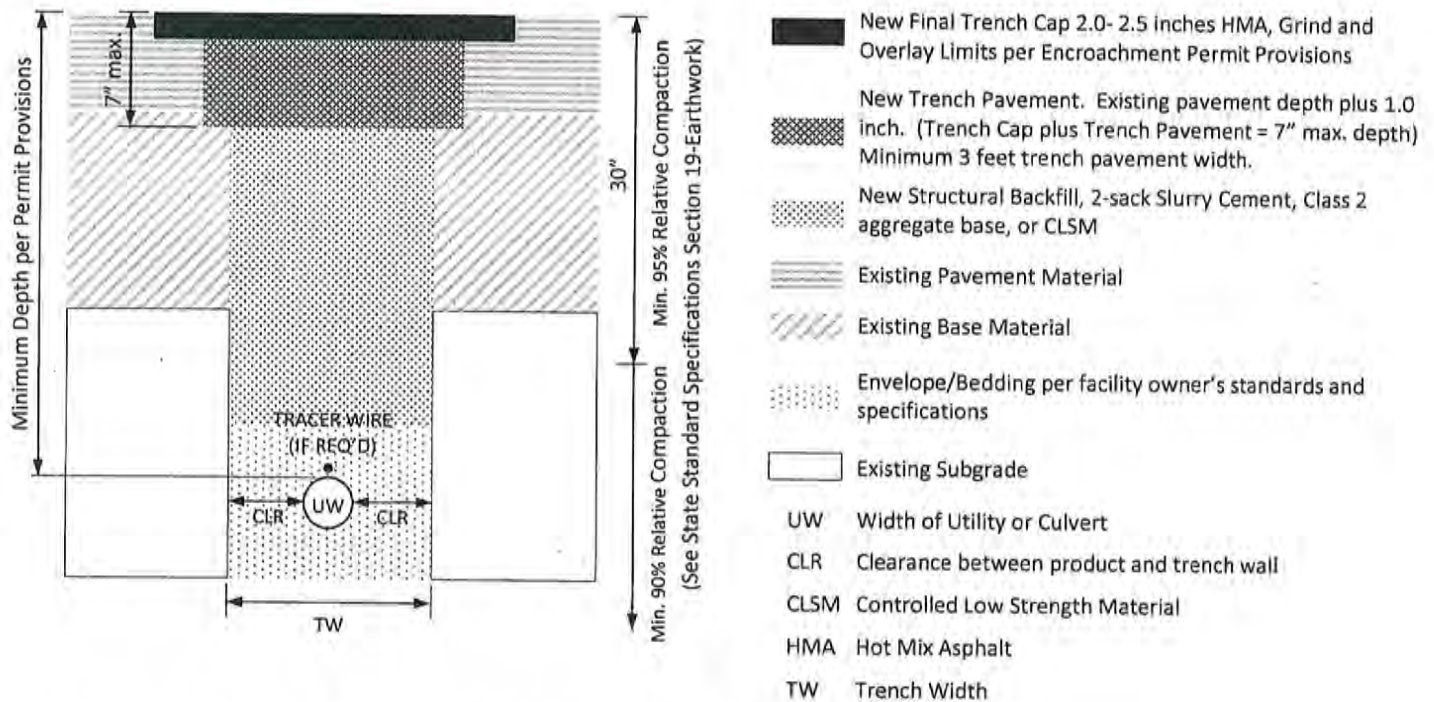 Minimum Depth per Permit Provisions
7" max.
30"
Min. 95% Relative Compaction
Min. 90% Relative Compaction
(See State Standard Specifications Section 19-Earthwork)
TRACER WIRE
(IF REQ'D)
UW
CLR
CLR
TW
New Final Trench Cap 2.0- 2.5 inches HMA, Grind and
Overlay Limits per Encroachment Permit Provisions
New Trench Pavement. Existing pavement depth plus 1.0
inch. (Trench Cap plus Trench Pavement = 7" max. depth)
Minimum 3 feet trench pavement width.
New Structural Backfill, 2-sack Slurry Cement, Class 2
aggregate base, or CLSM
Existing Pavement Material
Existing Base Material
Envelope/Bedding per facility owner's standards and
specifications
Existing Subgrade
UW Width of Utility or Culvert
CLR Clearance between product and trench wall
CLSM Controlled Low Strength Material
HMA Hot Mix Asphalt
TW Trench Width